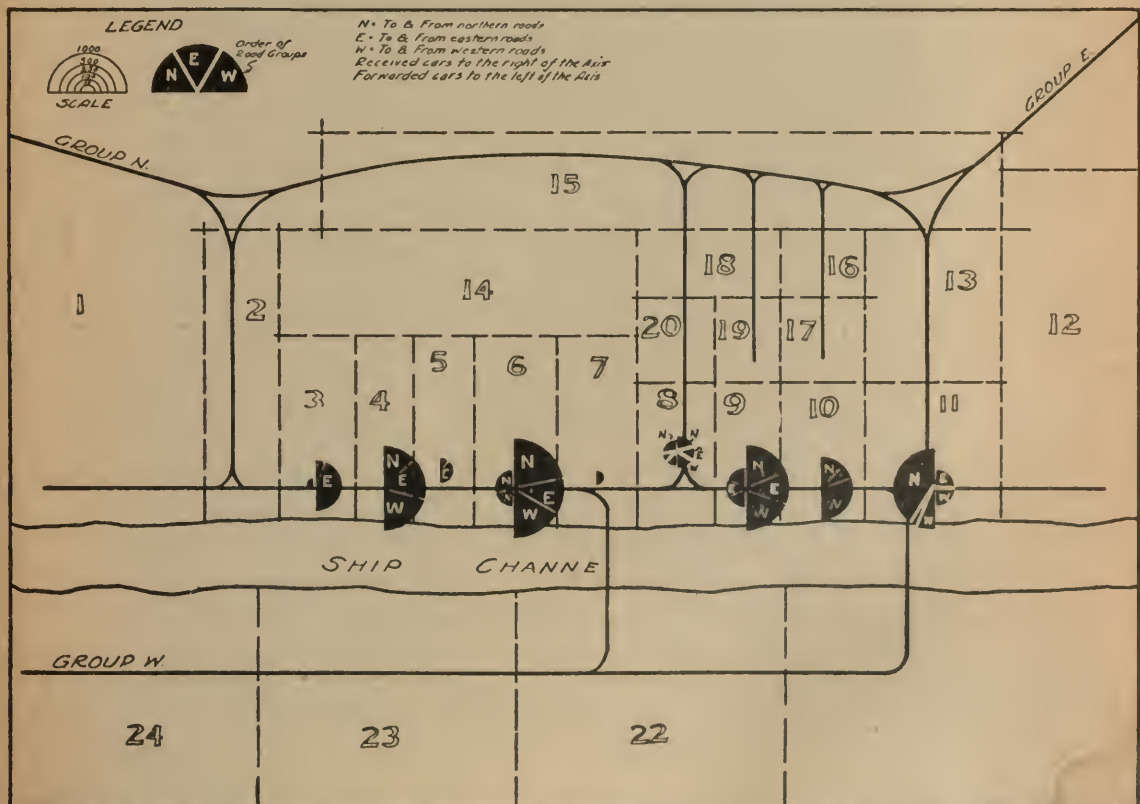 LEGEND
1000
SCALE
N E W
Order of
Road Groups
N = To & From northern roads
E = To & From eastern roads
W = To & From western roads
Received cars to the right of the Axis
Forwarded cars to the left of the Axis
GROUP N.
GROUP E
15
1
2
14
18
16
13
12
20
19
17
3
4
5
6
7
8
9
10
11
E
N
E
W
E
N
E
W
N
N
E
W
E
N
E
W
N
N
E
W
W
SHIP CHANNE
GROUP W.
24
23
22